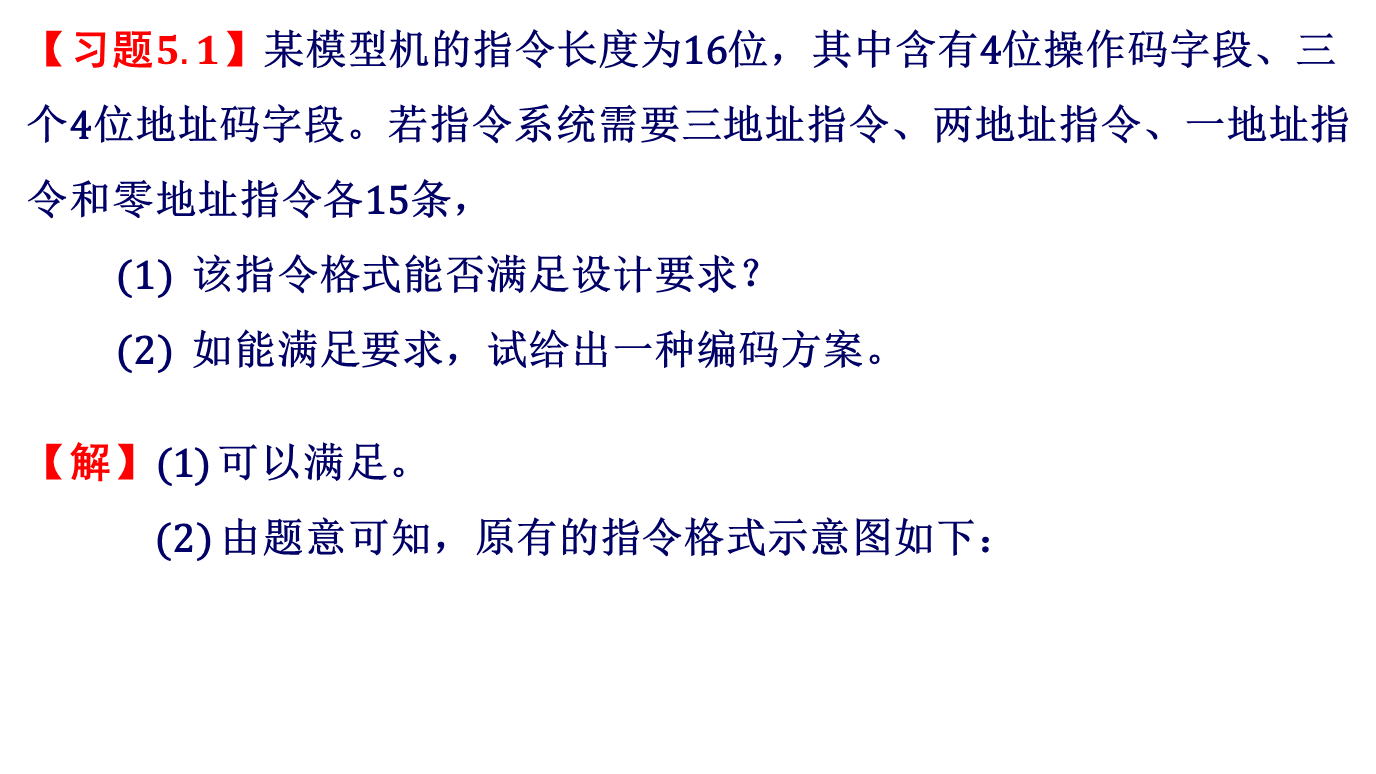 【习题5.1】某模型机的指令长度为16位，其中含有4位操作码字段、三
个4位地址码字段。若指令系统需要三地址指令、两地址指令、一地址指
令和零地址指令各15条，
(1) 该指令格式能否满足设计要求？
(2) 如能满足要求，试给出一种编码方案。
【解】(1) 可以满足。
(2) 由题意可知，原有的指令格式示意图如下：